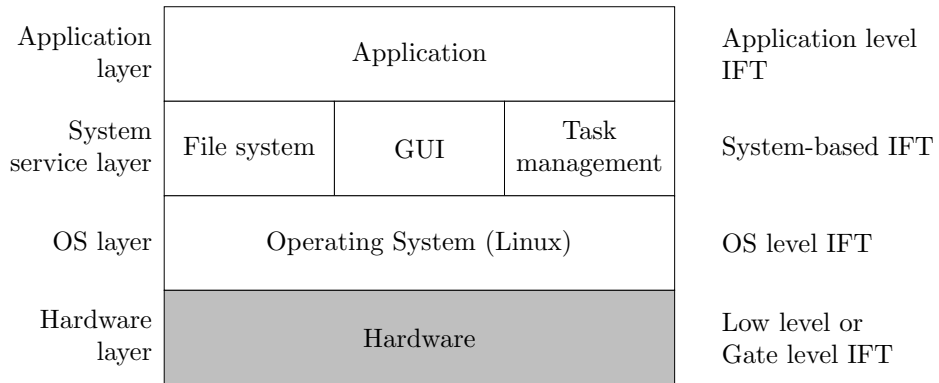 Application
layer
Application
Application level
IFT
System
service layer
File system
GUI
Task
management
System-based IFT
OS layer
Operating System (Linux)
OS level IFT
Hardware
layer
Hardware
Low level or
Gate level IFT